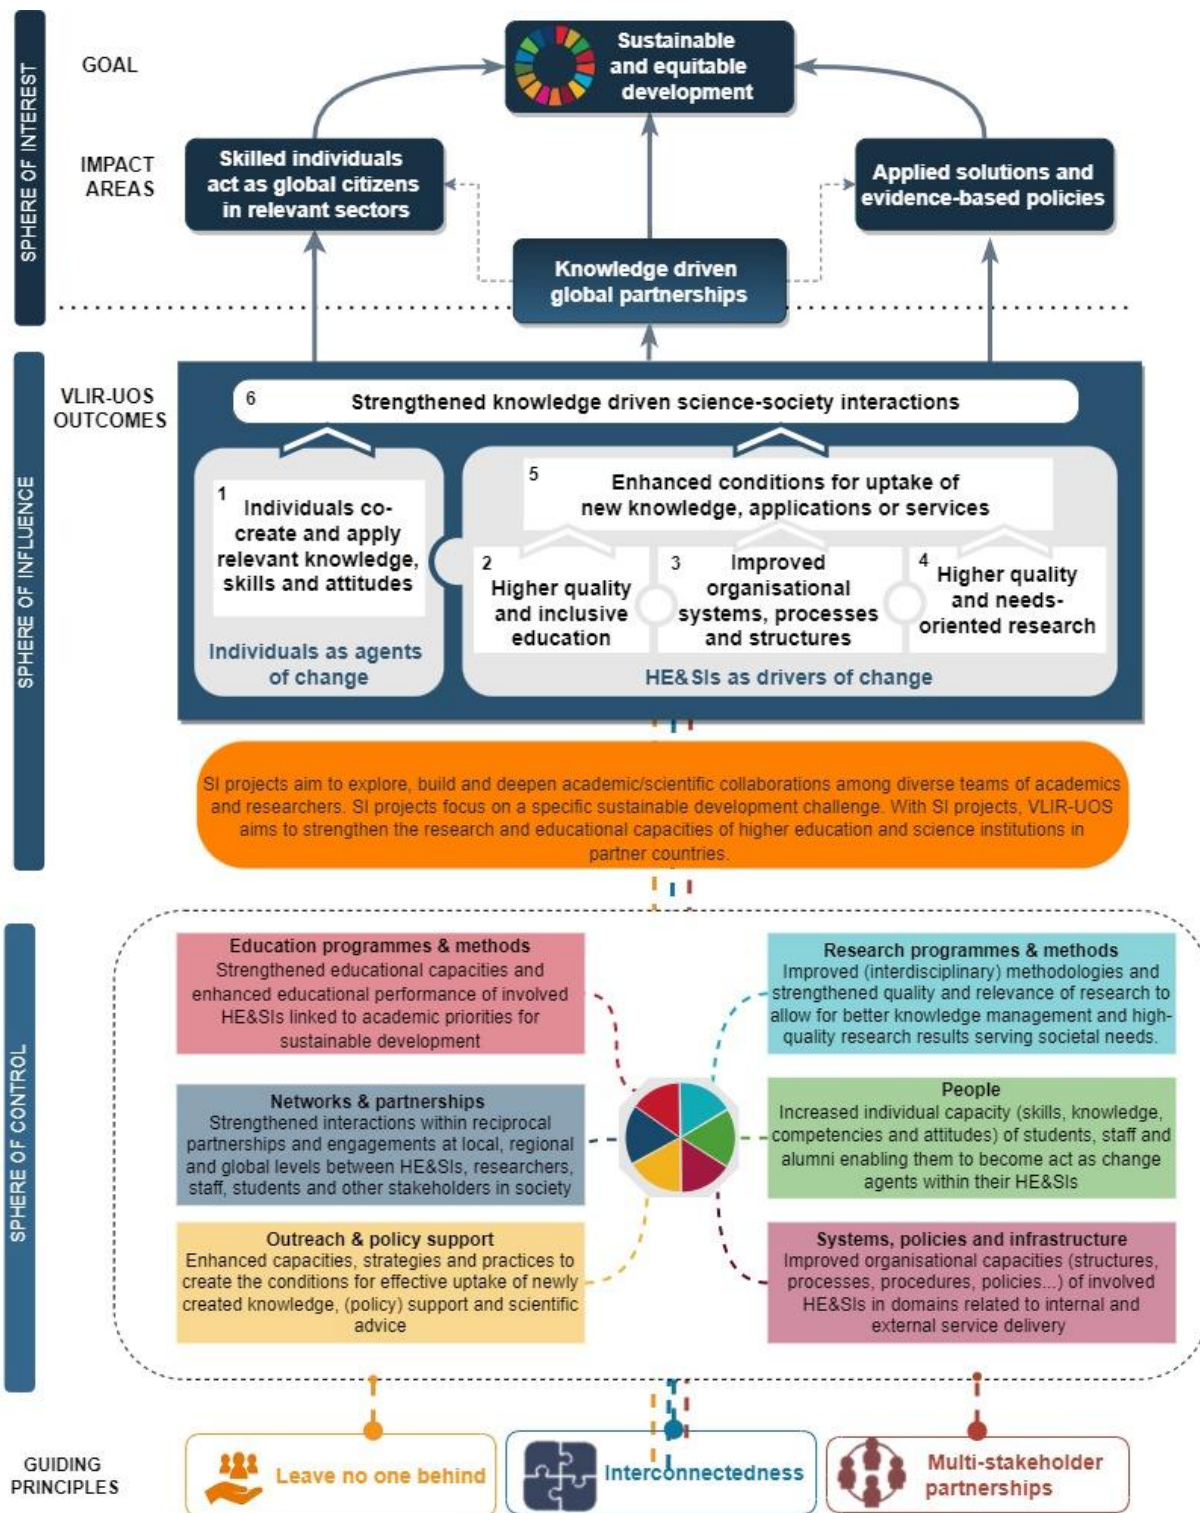 SPHERE OF INTEREST
GOAL
Sustainable
and equitable
development
IMPACT
AREAS
Skilled individuals
act as global citizens
in relevant sectors
Applied solutions and
evidence-based policies
Knowledge driven
global partnerships
SPHERE OF INFLUENCE
VLIR-UOS
OUTCOMES
6
Strengthened knowledge driven science-society interactions
1
Individuals co-
create and apply
relevant knowledge,
skills and attitudes
Individuals as agents
of change
5
Enhanced conditions for uptake of
new knowledge, applications or services
2
Higher quality
and inclusive
education
3
Improved
organisational
systems, processes
and structures
4
Higher quality
and needs-
oriented research
HE&SIs as drivers of change
SI projects aim to explore, build and deepen academic/scientific collaborations among diverse teams of academics
and researchers. SI projects focus on a specific sustainable development challenge. With SI projects, VLIR-UOS
aims to strengthen the research and educational capacities of higher education and science institutions in
partner countries.
SPHERE OF CONTROL
Education programmes & methods
Strengthened educational capacities and
enhanced educational performance of involved
HE&SIs linked to academic priorities for
sustainable development
Research programmes & methods
Improved (interdisciplinary) methodologies and
strengthened quality and relevance of research to
allow for better knowledge management and high-
quality research results serving societal needs.
Networks & partnerships
Strengthened interactions within reciprocal
partnerships and engagements at local, regional
and global levels between HE&SIs, researchers,
staff, students and other stakeholders in society
People
Increased individual capacity (skills, knowledge,
competencies and attitudes) of students, staff and
alumni enabling them to become act as change
agents within their HE&SIs
Outreach & policy support
Enhanced capacities, strategies and practices to
create the conditions for effective uptake of newly
created knowledge, (policy) support and scientific
advice
Systems, policies and infrastructure
Improved organisational capacities (structures,
processes, procedures, policies...) of involved
HE&SIs in domains related to internal and
external service delivery
GUIDING
PRINCIPLES
Leave no one behind
Interconnectedness
Multi-stakeholder
partnerships